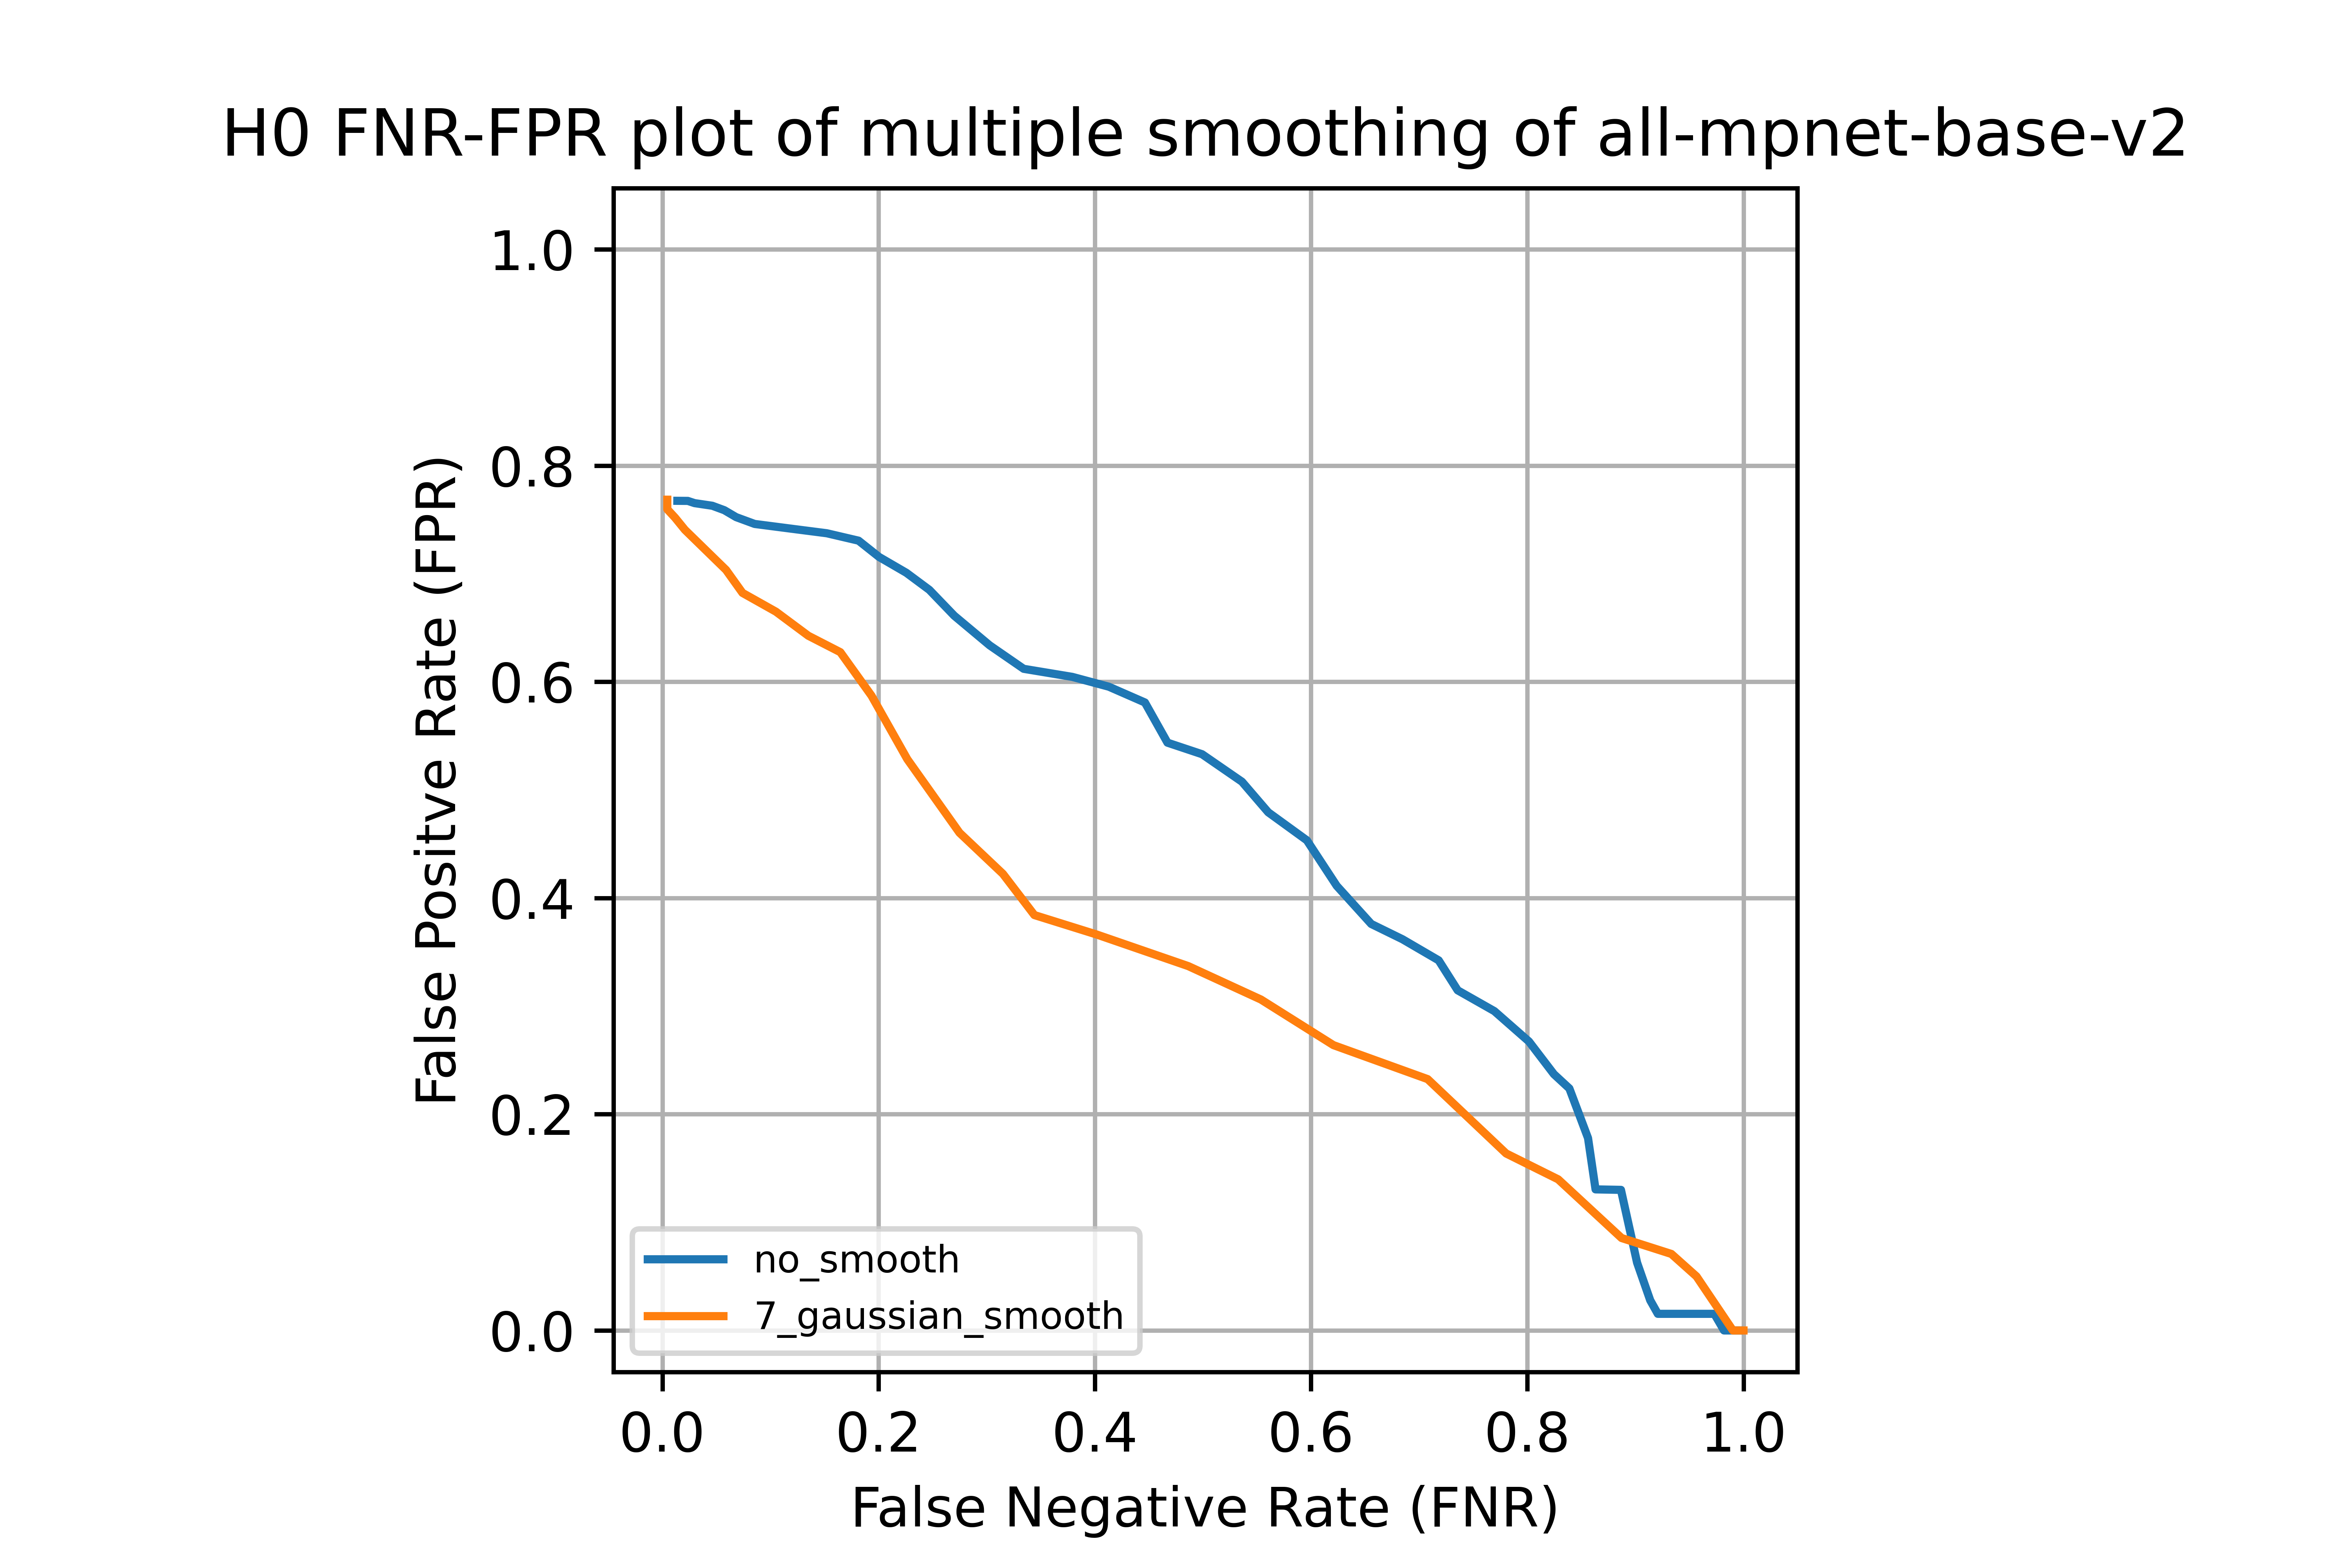 H0 FNR-FPR plot of multiple smoothing of all-mpnet-base-v2
False Positve Rate (FPR)
1.0
0.8
0.6
0.4
0.2
0.0
no_smooth
7_gaussian_smooth
0.0 0.2 0.4 0.6 0.8 1.0
False Negative Rate (FNR)